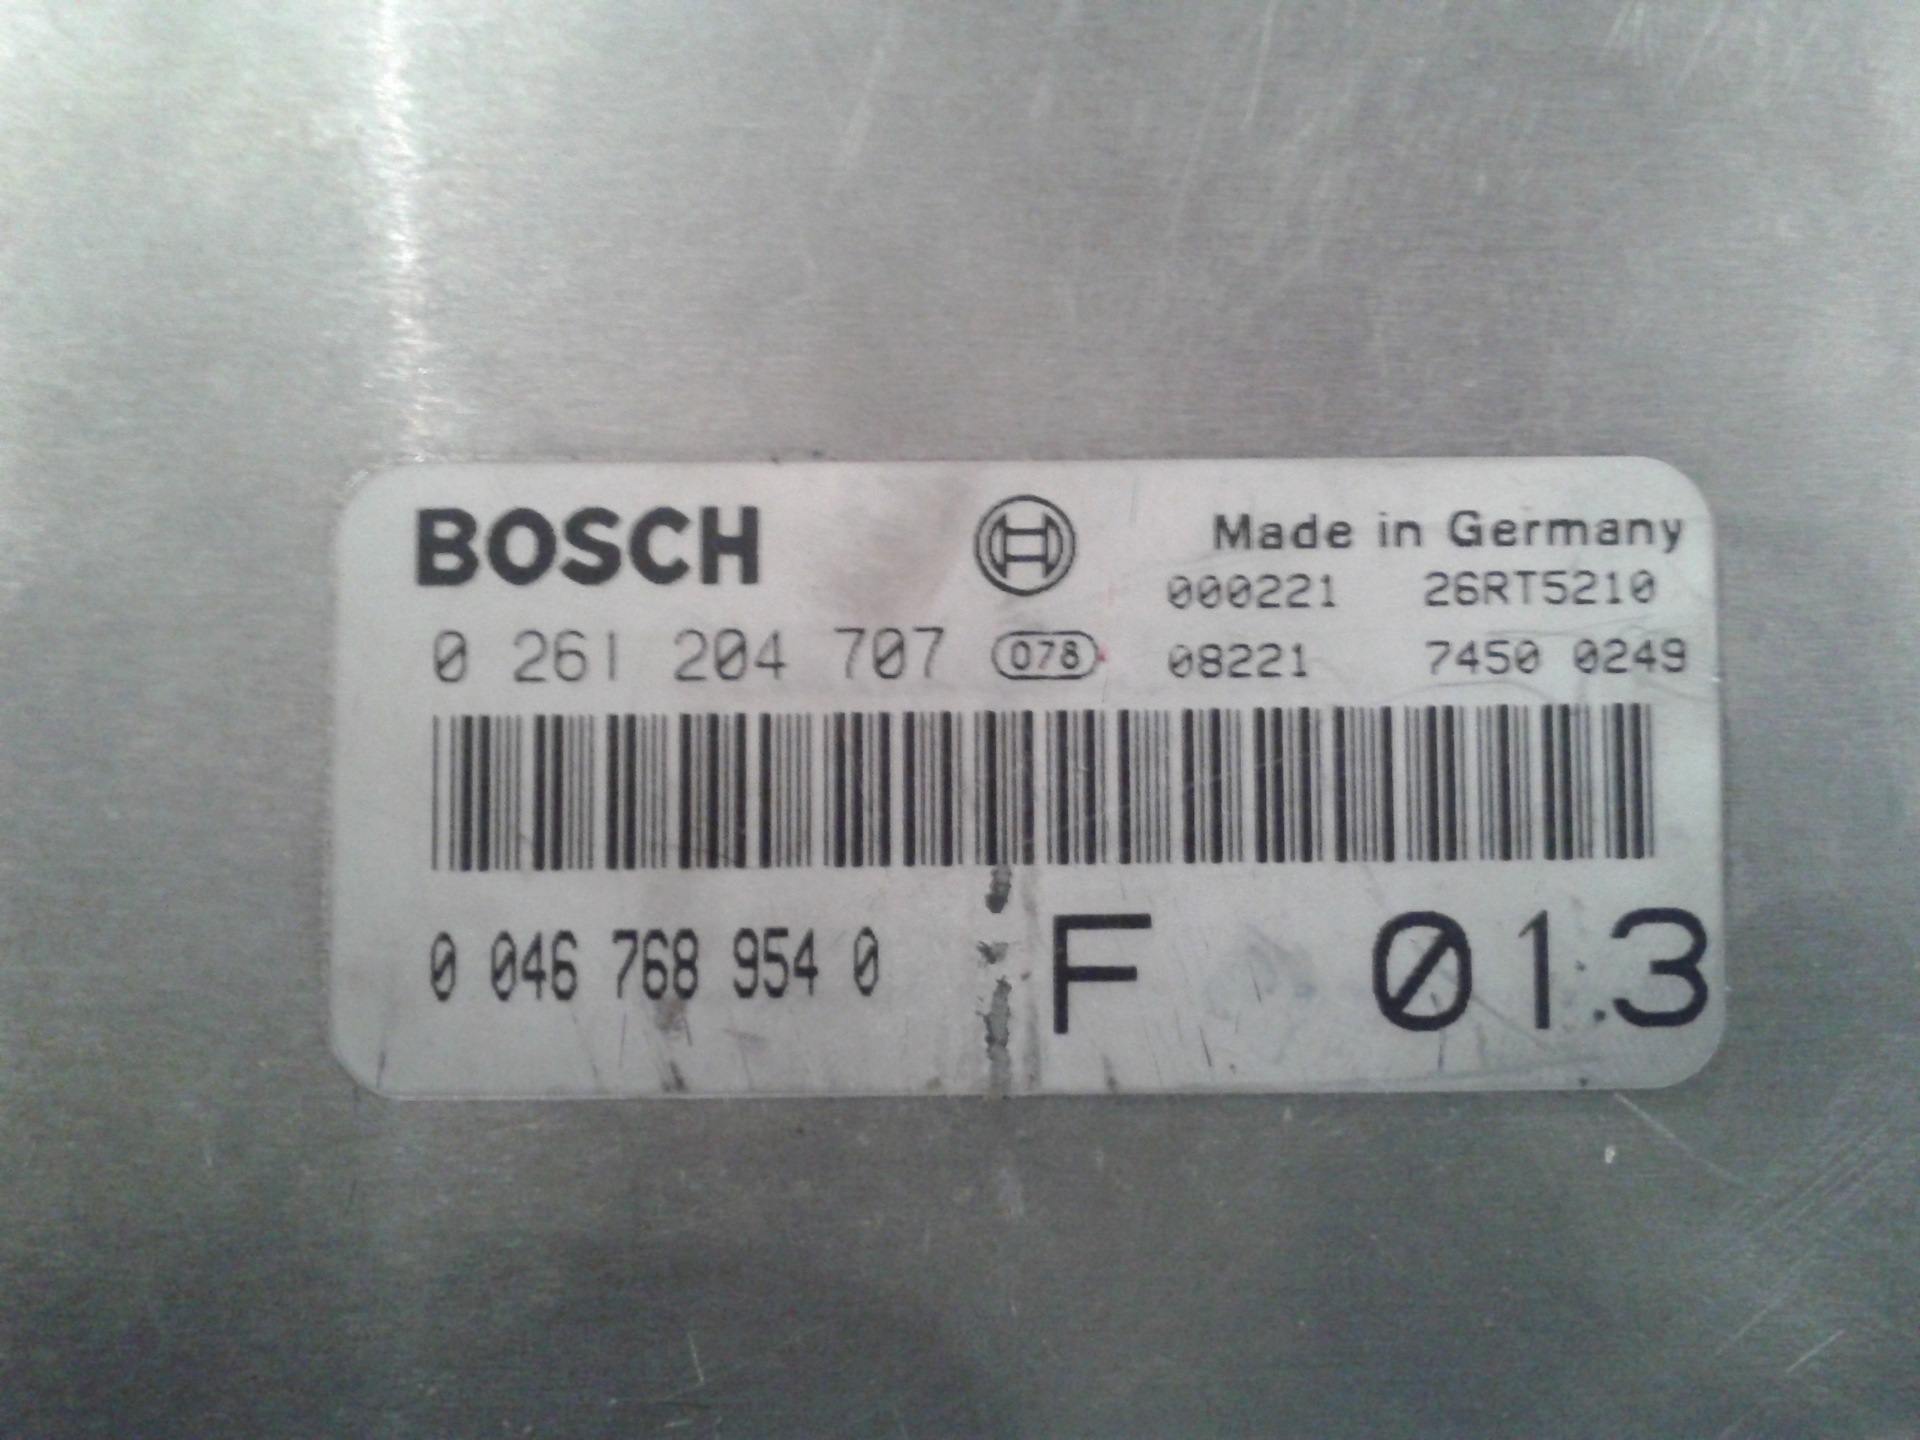 BOSCH Made in Germany
000221 26RT5210
0 261 204 707 078 08221 7450 0249
0 046 768 954 0 F 013